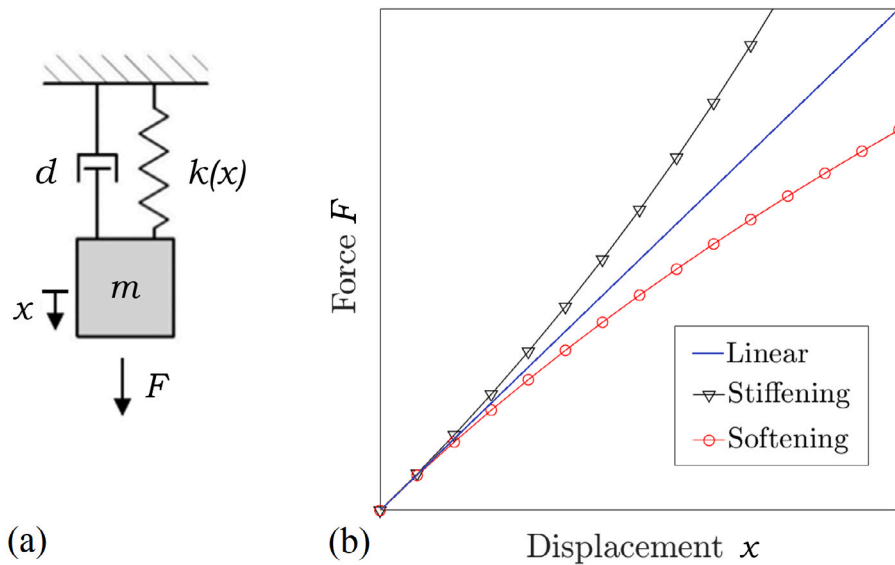 d
k(x)
m
x
F
(a)
Force F
Linear
Stiffening
Softening
(b)
Displacement x